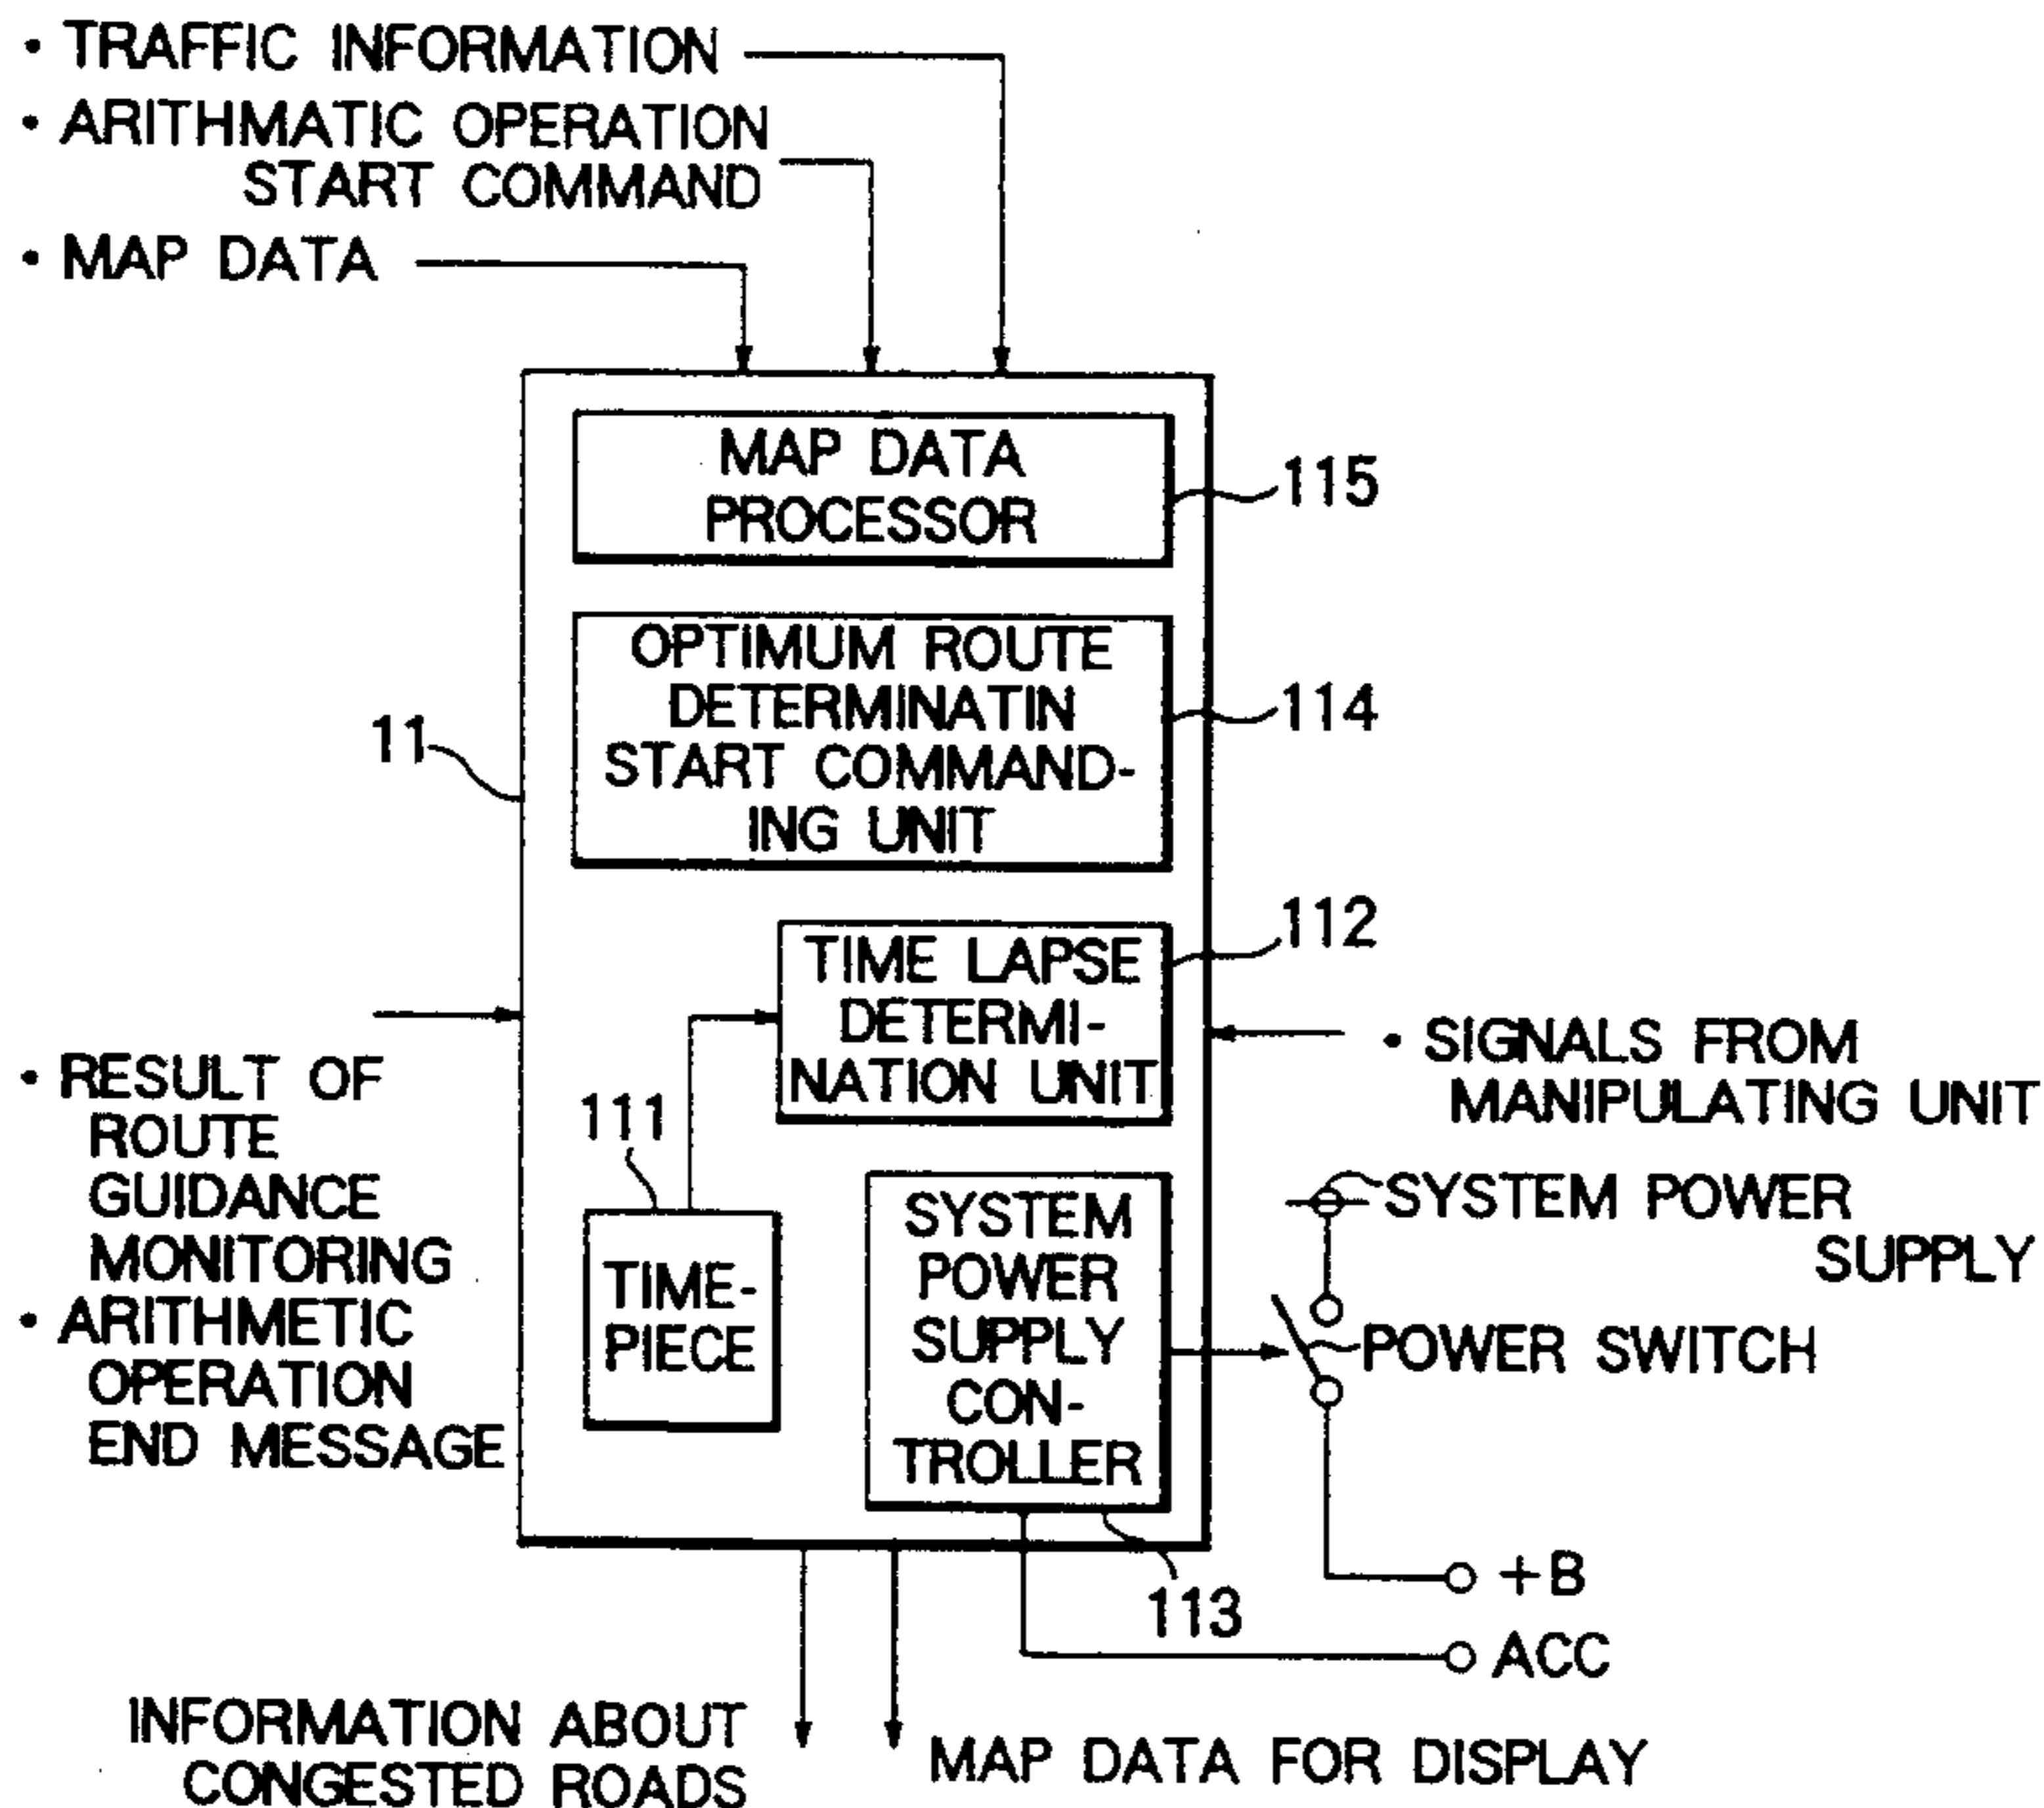 • TRAFFIC INFORMATION
• ARITHMATIC OPERATION
START COMMAND
• MAP DATA
MAP DATA
PROCESSOR
115
OPTIMUM ROUTE
DETERMINATIN
START COMMAND-
ING UNIT
114
11
TIME LAPSE
DETERMI-
NATION UNIT
112
• RESULT OF
ROUTE
GUIDANCE
MONITORING
• ARITHMETIC
OPERATION
END MESSAGE
111
TIME-
PIECE
SYSTEM
POWER
SUPPLY
CON-
TROLLER
113
• SIGNALS FROM
MANIPULATING UNIT
SYSTEM POWER
SUPPLY
POWER SWITCH
+B
ACC
INFORMATION ABOUT
CONGESTED ROADS
MAP DATA FOR DISPLAY